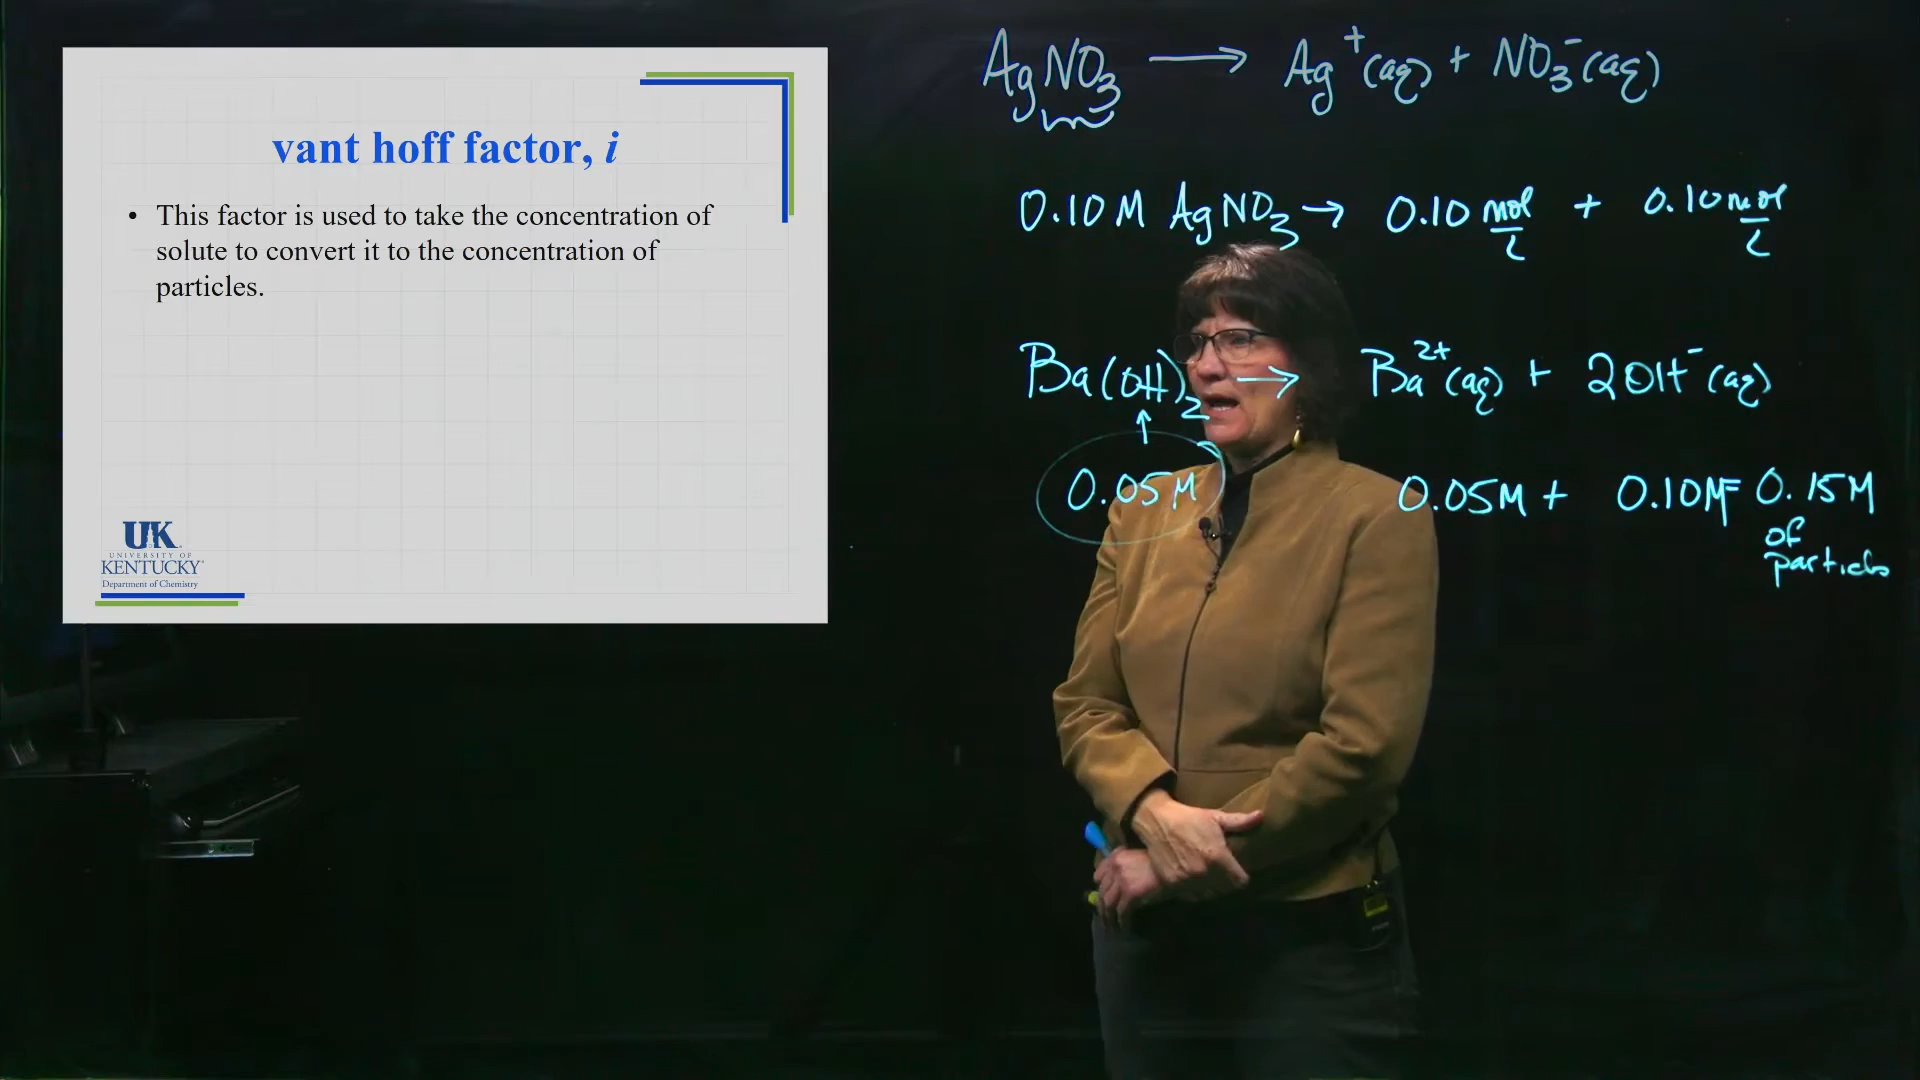 vant hoff factor, i
• This factor is used to take the concentration of
solute to convert it to the concentration of
particles.
UK
UNIVERSITY OF
KENTUCKY
Department of Chemistry
AgNO₃ → Ag⁺(aq) + NO₃⁻(aq)
0.10M AgNO₃ → 0.10 mol/L + 0.10 mol/L
Ba(OH)₂ → Ba²⁺(aq) + 2OH⁻(aq)
↑
0.05M 0.05M + 0.10M = 0.15M
of
particles